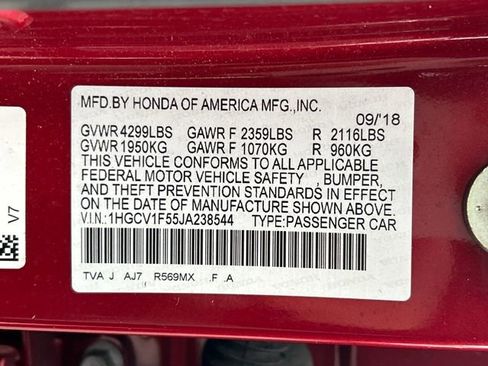 MFD.BY HONDA OF AMERICA MFG.,INC.
09/'18
GVWR 4299LBS GAWR F 2359LBS R 2116LBS
GVWR 1950KG GAWR F 1070KG R 960KG
THIS VEHICLE CONFORMS TO ALL APPLICABLE
FEDERAL MOTOR VEHICLE SAFETY , BUMPER,
AND THEFT PREVENTION STANDARDS IN EFFECT
ON THE DATE OF MANUFACTURE SHOWN ABOVE.
V.I.N.:1HGCV1F55JA238544 TYPE:PASSENGER CAR
TVA J AJ7 R569MX .F .A
V7